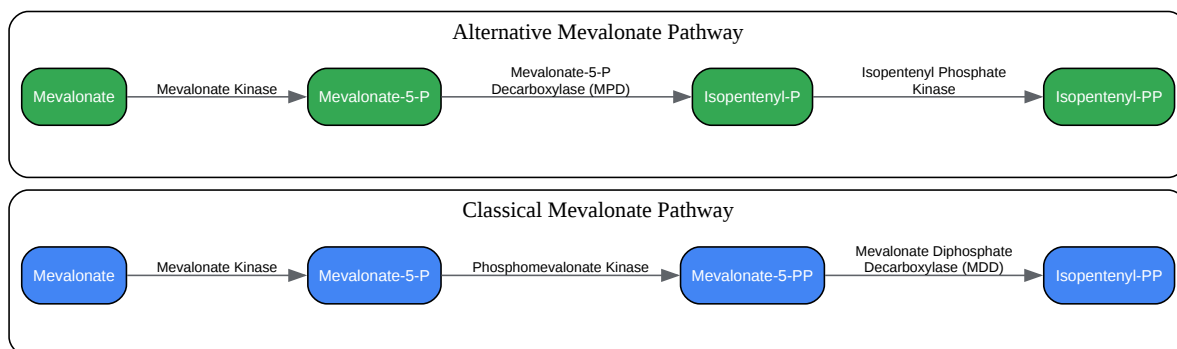 Alternative Mevalonate Pathway
Mevalonate
Mevalonate Kinase
Mevalonate-5-P
Mevalonate-5-P
Decarboxylase (MPD)
Isopentenyl-P
Isopentenyl Phosphate
Kinase
Isopentenyl-PP
Classical Mevalonate Pathway
Mevalonate
Mevalonate Kinase
Mevalonate-5-P
Phosphomevalonate Kinase
Mevalonate-5-PP
Mevalonate Diphosphate
Decarboxylase (MDD)
Isopentenyl-PP